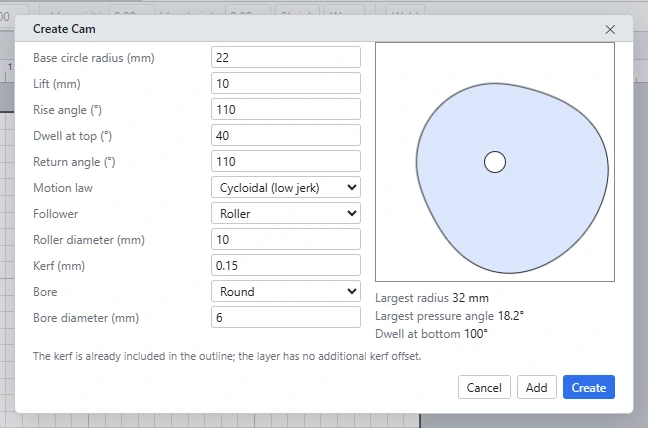 Create Cam
Base circle radius (mm) 22
Lift (mm) 10
Rise angle (°) 110
Dwell at top (°) 40
Return angle (°) 110
Motion law Cycloidal (low jerk)
Follower Roller
Roller diameter (mm) 10
Kerf (mm) 0.15
Bore Round
Bore diameter (mm) 6
Largest radius 32 mm
Largest pressure angle 18.2°
Dwell at bottom 100°
The kerf is already included in the outline; the layer has no additional kerf offset.
Cancel Add Create